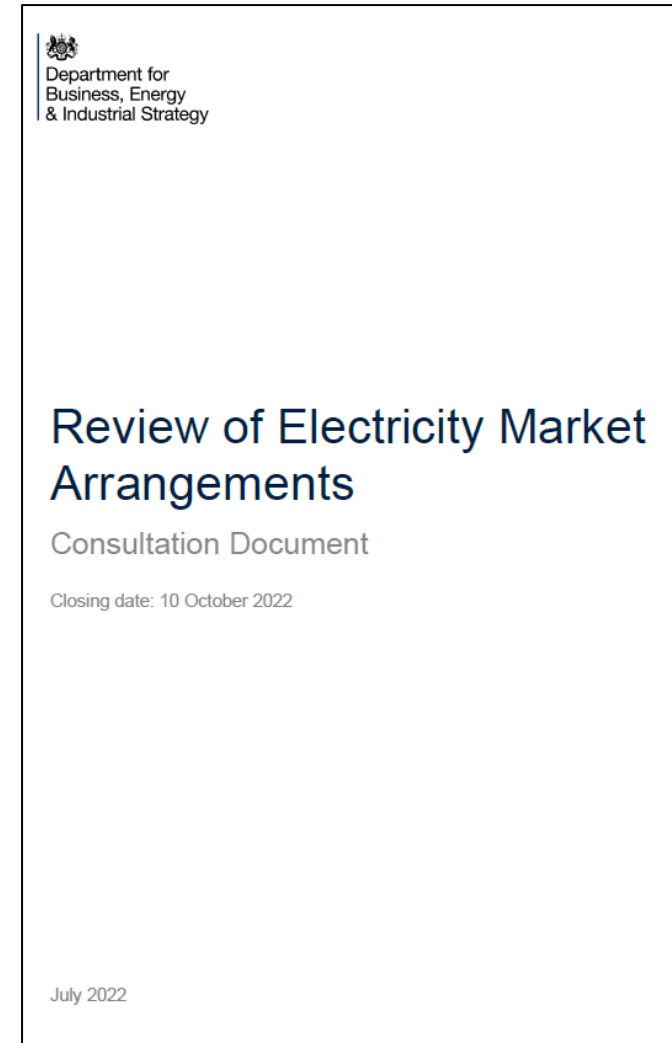 Department for
Business, Energy
& Industrial Strategy
Review of Electricity Market
Arrangements
Consultation Document
Closing date: 10 October 2022
July 2022